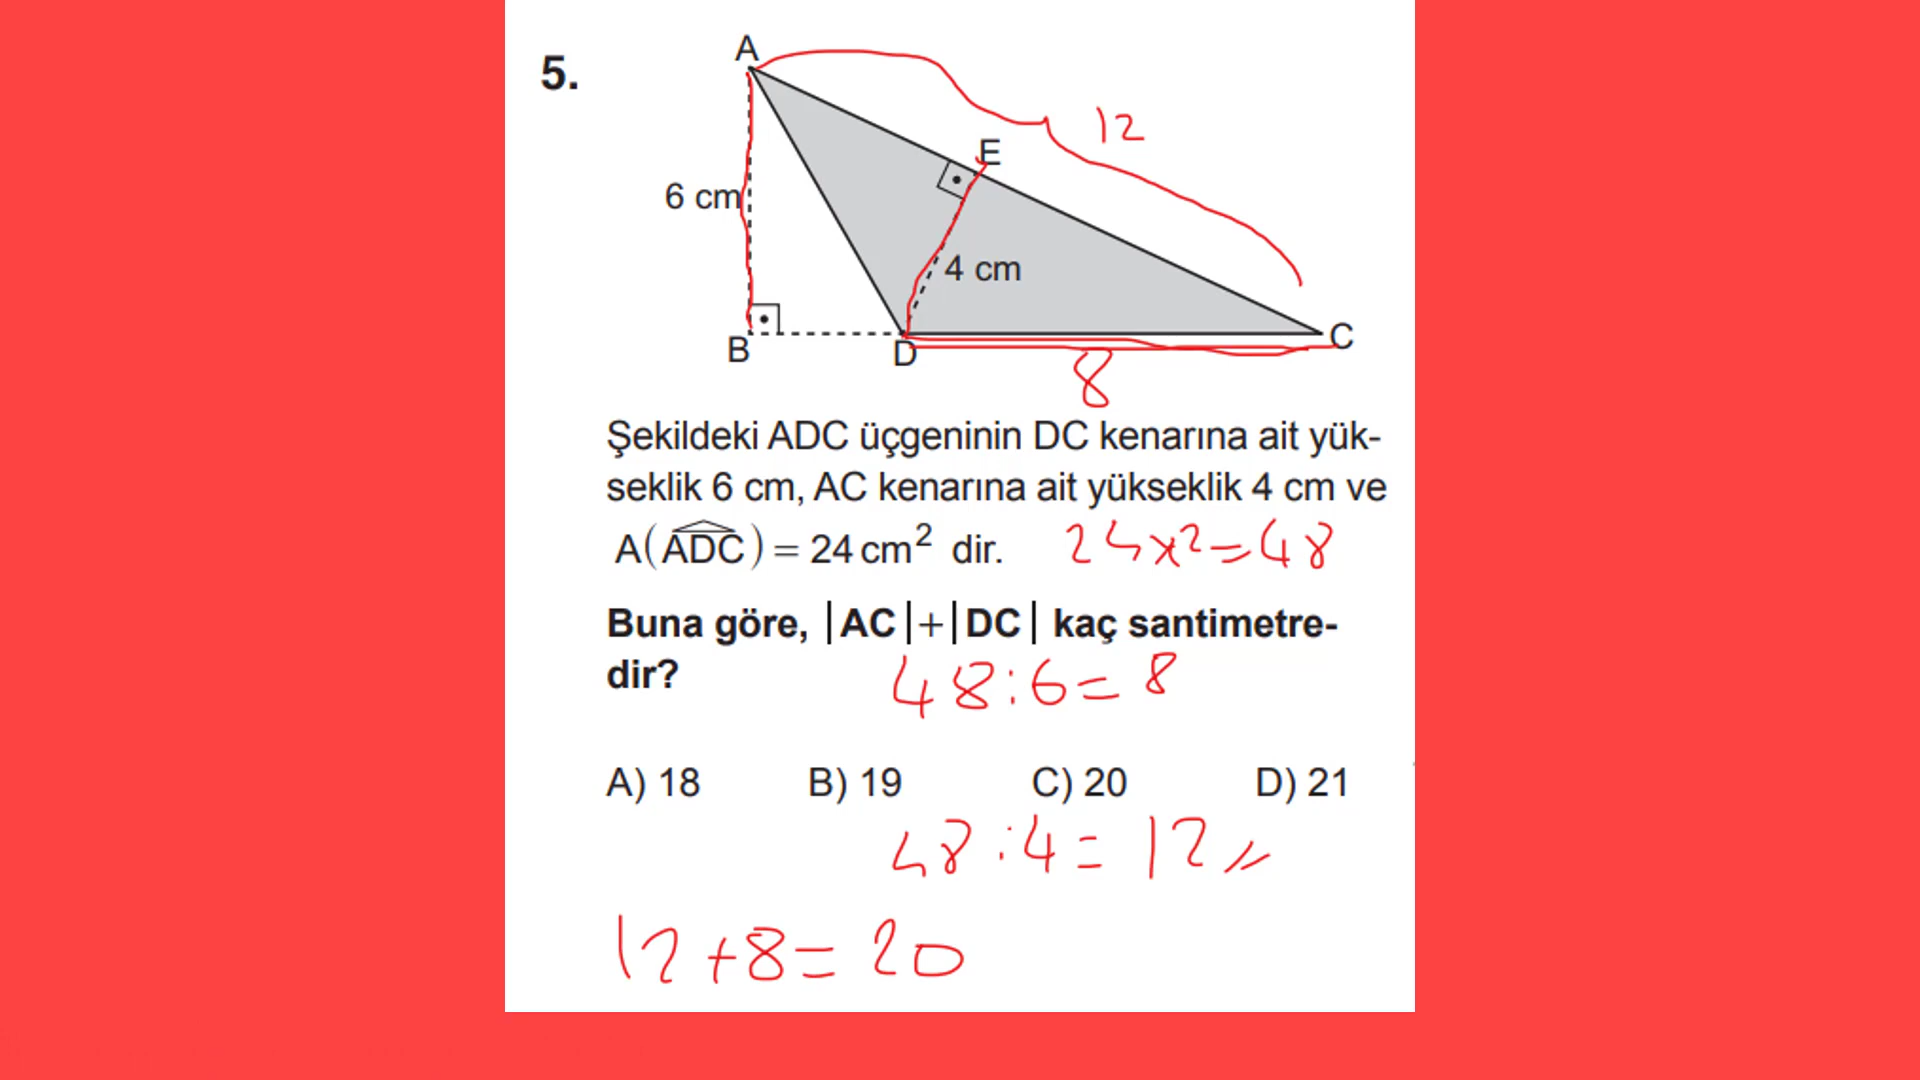 5.
A
12
E
6 cm
4 cm
B
D
C
8
Şekildeki ADC üçgeninin DC kenarına ait yük-
seklik 6 cm, AC kenarına ait yükseklik 4 cm ve
A(ADC) = 24 cm² dir. 24x2=48
Buna göre, |AC|+|DC| kaç santimetre-
dir?
48:6=8
A) 18 B) 19 C) 20 D) 21
48:4=12
12+8=20